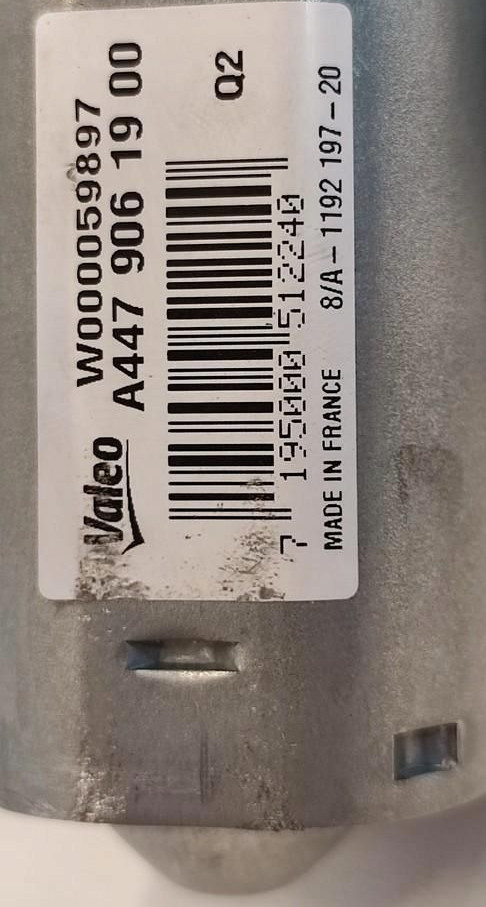 Valeo
W000059897
A447 906 19 00
Q2
7 195000 512240
MADE IN FRANCE 8/A – 1192 197 – 20